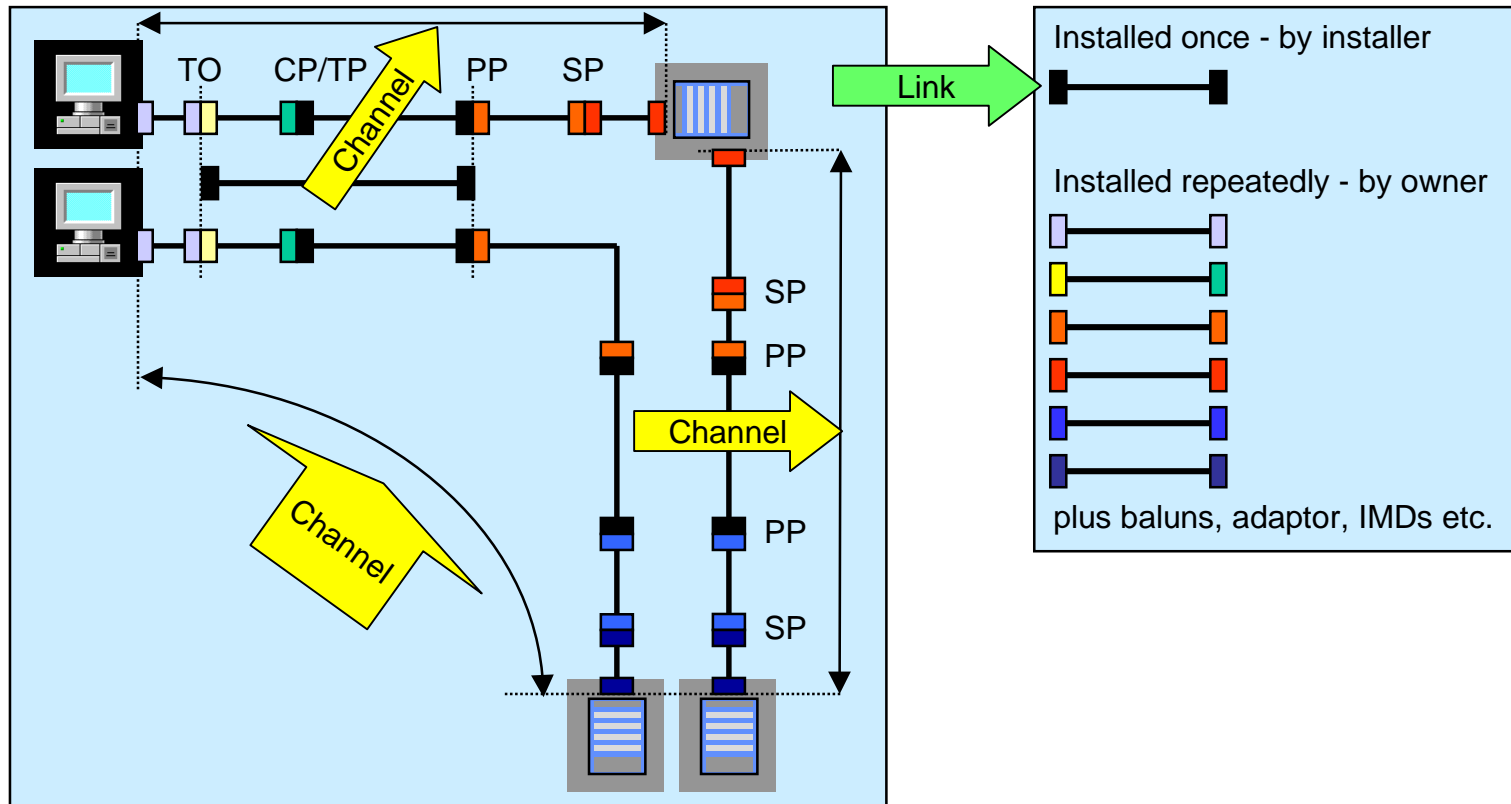 TO CP/TP PP SP
Channel
Link
Installed once - by installer
Installed repeatedly - by owner
SP
PP
Channel
Channel
PP
SP
plus baluns, adaptor, IMDs etc.